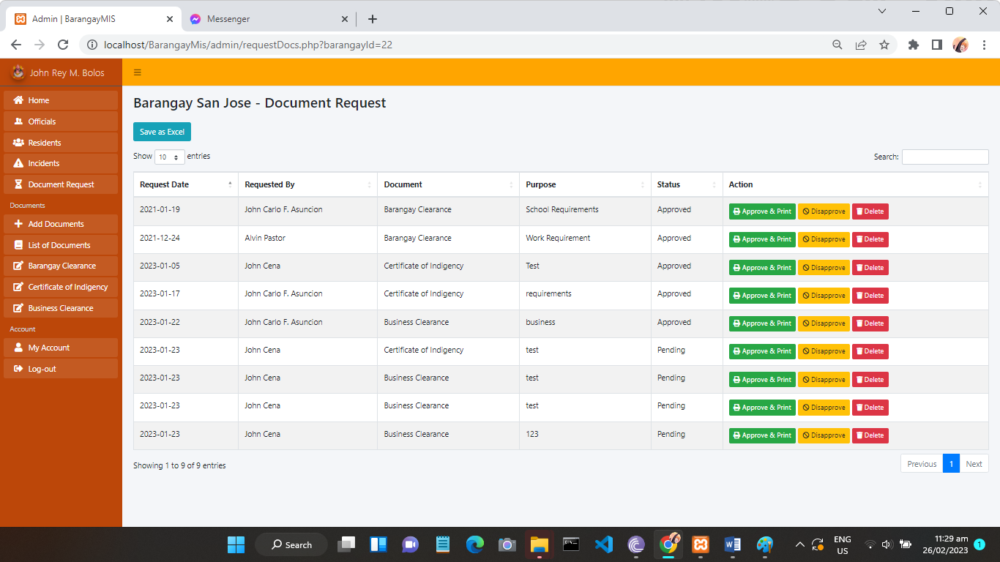 Admin | BarangayMIS
Messenger
localhost/BarangayMis/admin/requestDocs.php?barangayId=22
John Rey M. Bolos
Home
Officials
Residents
Incidents
Document Request
Documents
Add Documents
List of Documents
Barangay Clearance
Certificate of Indigency
Business Clearance
Account
My Account
Log-out
Barangay San Jose - Document Request
Save as Excel
Show 10 entries
Search:
Request Date Requested By Document Purpose Status Action
2021-01-19 John Carlo F. Asuncion Barangay Clearance School Requirements Approved Approve & Print Disapprove Delete
2021-12-24 Alvin Pastor Barangay Clearance Work Requirement Approved Approve & Print Disapprove Delete
2023-01-05 John Cena Certificate of Indigency Test Approved Approve & Print Disapprove Delete
2023-01-17 John Carlo F. Asuncion Certificate of Indigency requirements Approved Approve & Print Disapprove Delete
2023-01-22 John Carlo F. Asuncion Business Clearance business Approved Approve & Print Disapprove Delete
2023-01-23 John Cena Certificate of Indigency test Pending Approve & Print Disapprove Delete
2023-01-23 John Cena Business Clearance test Pending Approve & Print Disapprove Delete
2023-01-23 John Cena Business Clearance test Pending Approve & Print Disapprove Delete
2023-01-23 John Cena Business Clearance 123 Pending Approve & Print Disapprove Delete
Showing 1 to 9 of 9 entries
Previous 1 Next
Search
ENG
US
11:29 am
26/02/2023
1